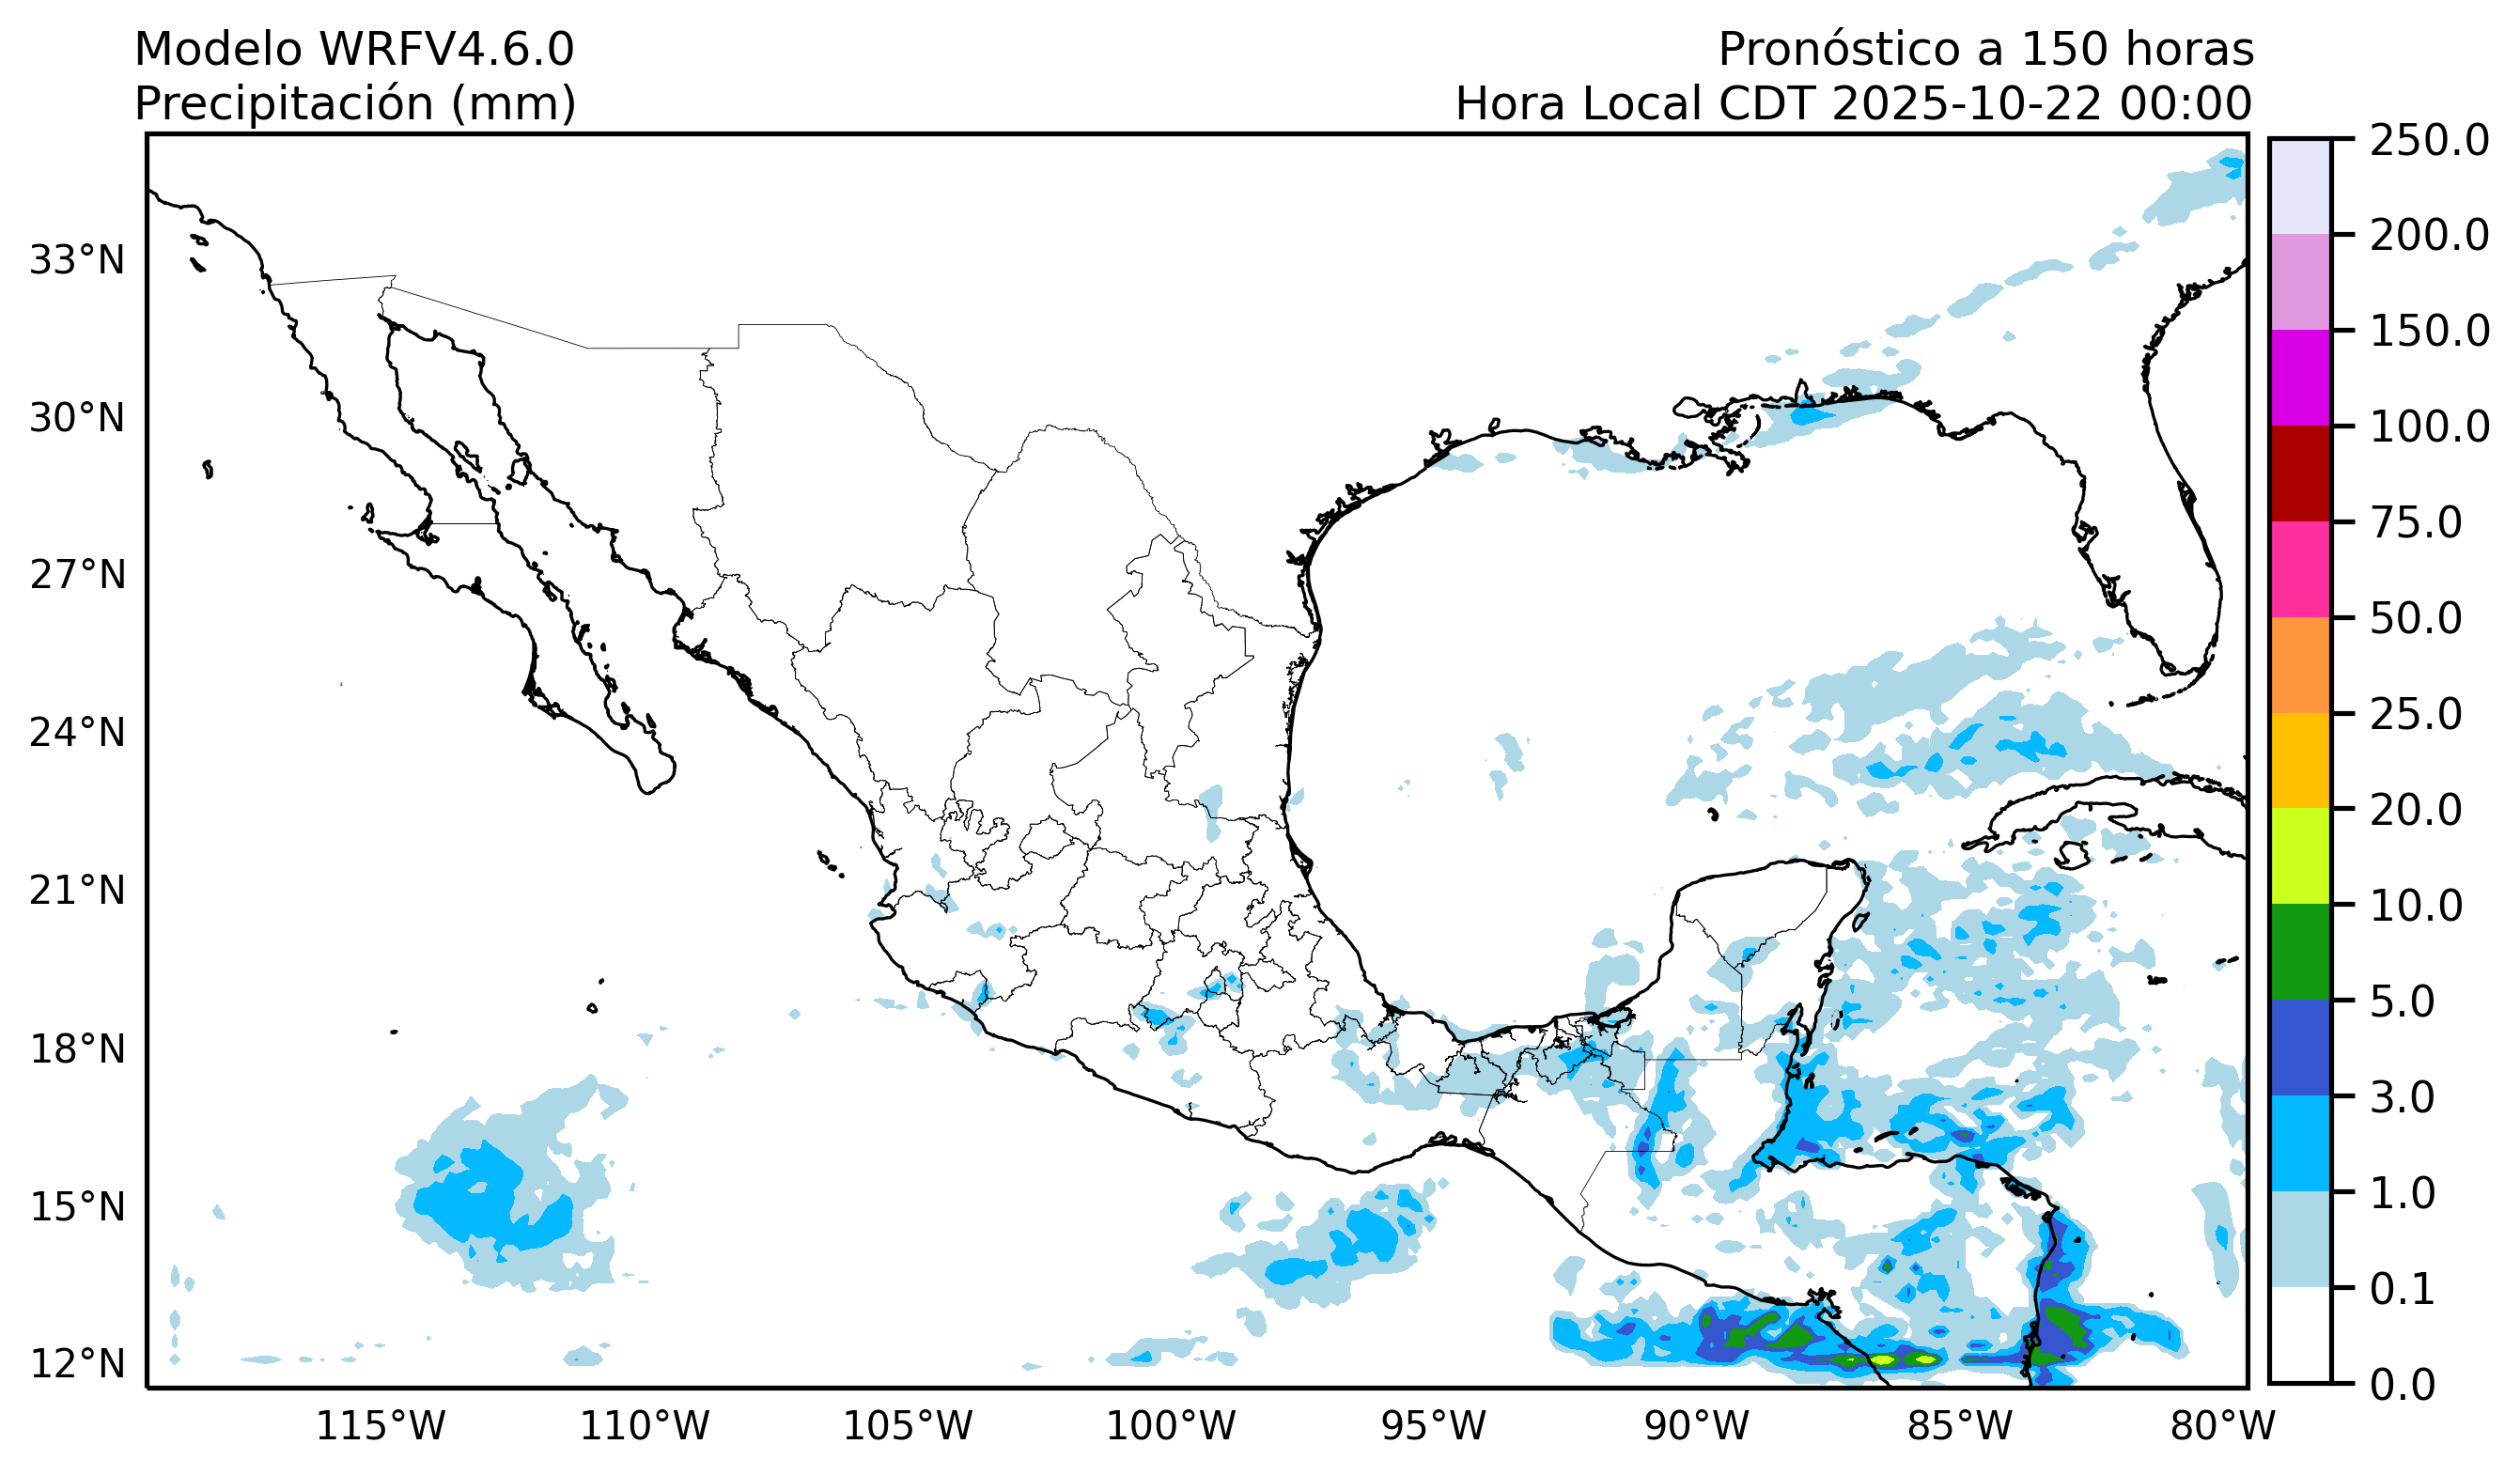 Modelo WRFV4.6.0
Precipitación (mm)
Pronóstico a 150 horas
Hora Local CDT 2025-10-22 00:00
33°N
30°N
27°N
24°N
21°N
18°N
15°N
12°N
115°W
110°W
105°W
100°W
95°W
90°W
85°W
80°W
250.0
200.0
150.0
100.0
75.0
50.0
25.0
20.0
10.0
5.0
3.0
1.0
0.1
0.0